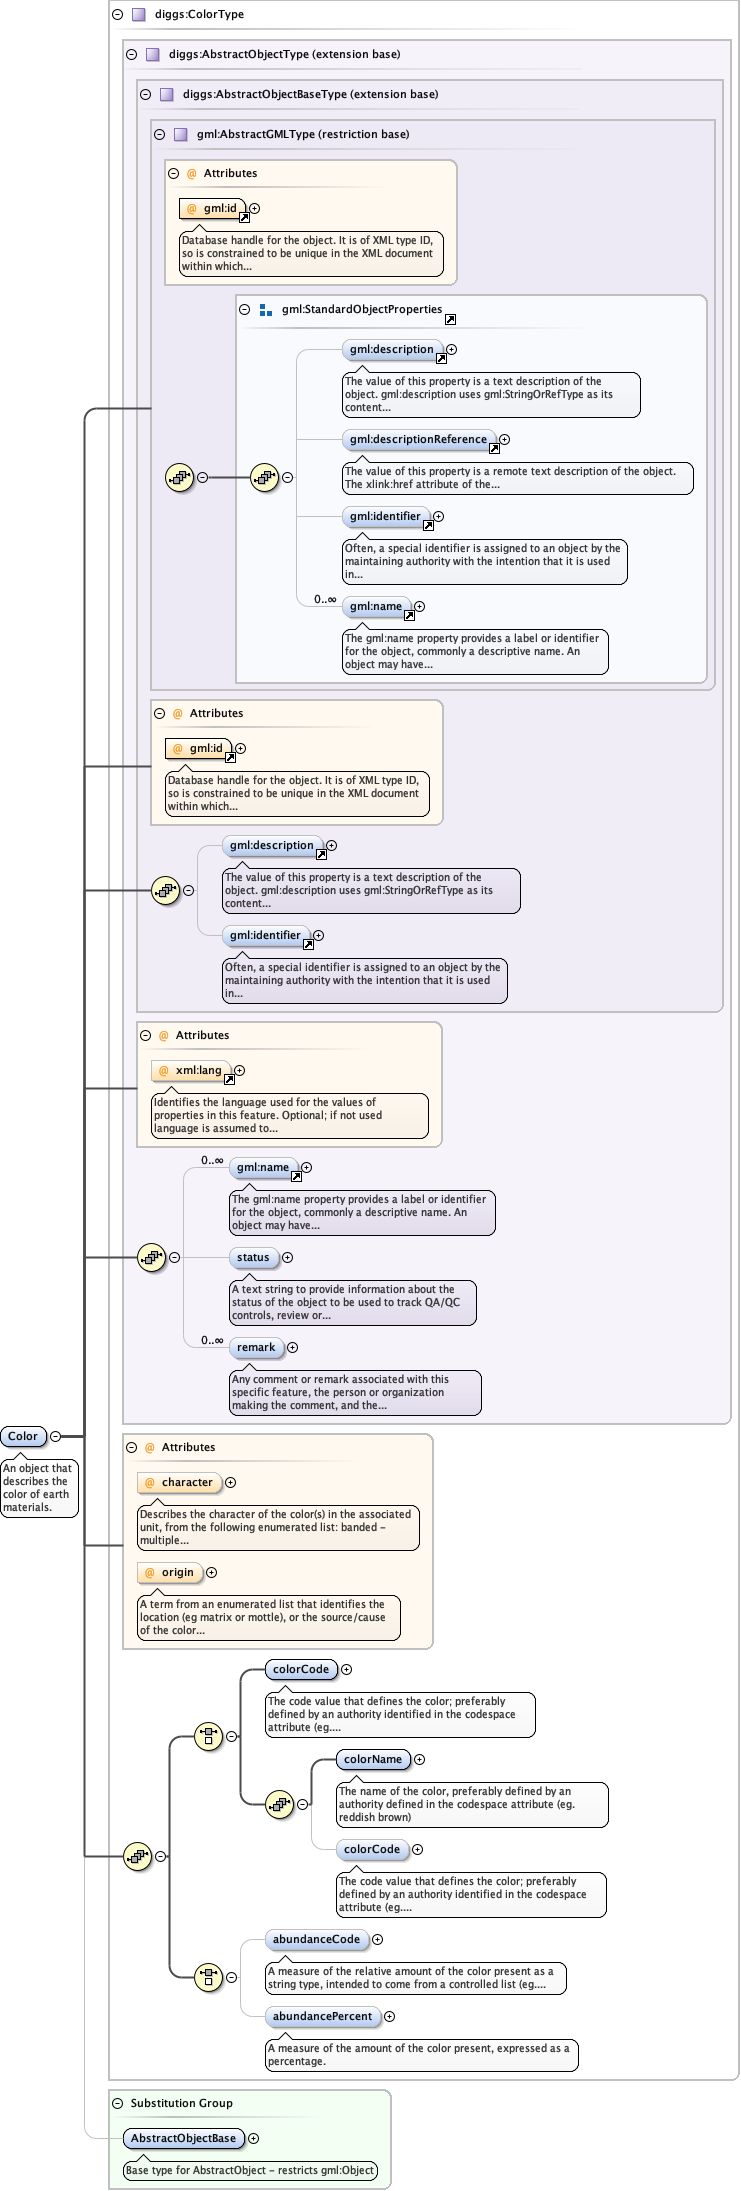 diggs:ColorType
diggs:AbstractObjectType (extension base)
diggs:AbstractObjectBaseType (extension base)
gml:AbstractGMLType (restriction base)
@ Attributes
@ gml:id
Database handle for the object. It is of XML type ID,
so is constrained to be unique in the XML document
within which...
gml:StandardObjectProperties
gml:description
The value of this property is a text description of the
object. gml:description uses gml:StringOrRefType as its
content...
gml:descriptionReference
The value of this property is a remote text description of the object.
The xlink:href attribute of the...
gml:identifier
Often, a special identifier is assigned to an object by the
maintaining authority with the intention that it is used
in...
0..∞
gml:name
The gml:name property provides a label or identifier
for the object, commonly a descriptive name. An
object may have...
@ Attributes
@ gml:id
Database handle for the object. It is of XML type ID,
so is constrained to be unique in the XML document
within which...
gml:description
The value of this property is a text description of the
object. gml:description uses gml:StringOrRefType as its
content...
gml:identifier
Often, a special identifier is assigned to an object by the
maintaining authority with the intention that it is used
in...
@ Attributes
@ xml:lang
Identifies the language used for the values of
properties in this feature. Optional; if not used
language is assumed to...
0..∞
gml:name
The gml:name property provides a label or identifier
for the object, commonly a descriptive name. An
object may have...
status
A text string to provide information about the
status of the object to be used to track QA/QC
controls, review or...
0..∞
remark
Any comment or remark associated with this
specific feature, the person or organization
making the comment, and the...
Color
An object that
describes the
color of earth
materials.
@ Attributes
@ character
Describes the character of the color(s) in the associated
unit, from the following enumerated list: banded -
multiple...
@ origin
A term from an enumerated list that identifies the
location (eg matrix or mottle), or the source/cause
of the color...
colorCode
The code value that defines the color; preferably
defined by an authority identified in the codespace
attribute (eg....
colorName
The name of the color, preferably defined by an
authority defined in the codespace attribute (eg.
reddish brown)
colorCode
The code value that defines the color; preferably
defined by an authority identified in the codespace
attribute (eg....
abundanceCode
A measure of the relative amount of the color present as a
string type, intended to come from a controlled list (eg....
abundancePercent
A measure of the amount of the color present, expressed as a
percentage.
Substitution Group
AbstractObjectBase
Base type for AbstractObject - restricts gml:Object